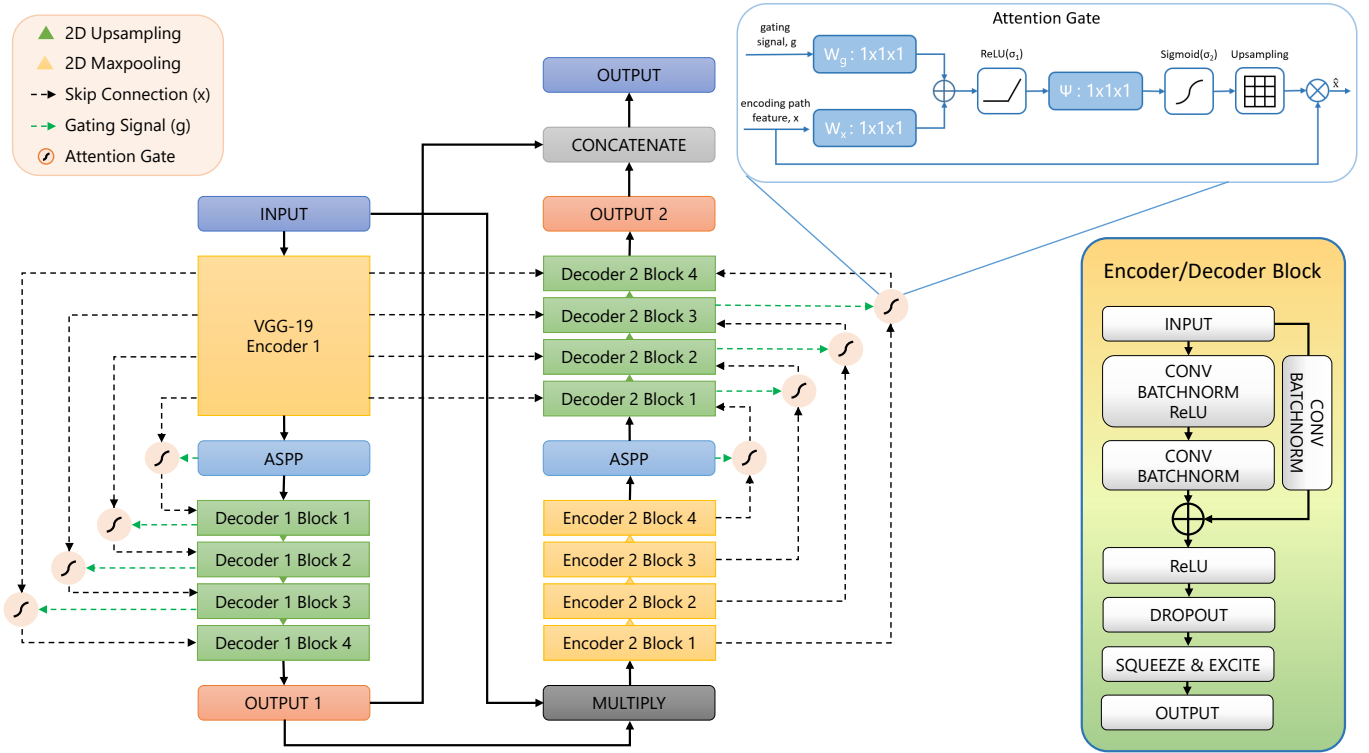 2D Upsampling
2D Maxpooling
Skip Connection (x)
Gating Signal (g)
Attention Gate
INPUT
VGG-19
Encoder 1
ASPP
Decoder 1 Block 1
Decoder 1 Block 2
Decoder 1 Block 3
Decoder 1 Block 4
OUTPUT 1
OUTPUT
CONCATENATE
OUTPUT 2
Decoder 2 Block 4
Decoder 2 Block 3
Decoder 2 Block 2
Decoder 2 Block 1
ASPP
Encoder 2 Block 4
Encoder 2 Block 3
Encoder 2 Block 2
Encoder 2 Block 1
MULTIPLY
Attention Gate
gating
signal, g
W_g : 1x1x1
encoding path
feature, x
W_x : 1x1x1
ReLU(σ₁)
Ψ : 1x1x1
Sigmoid(σ₂)
Upsampling
x̂
Encoder/Decoder Block
INPUT
CONV
BATCHNORM
ReLU
CONV
BATCHNORM
CONV
BATCHNORM
ReLU
DROPOUT
SQUEEZE & EXCITE
OUTPUT